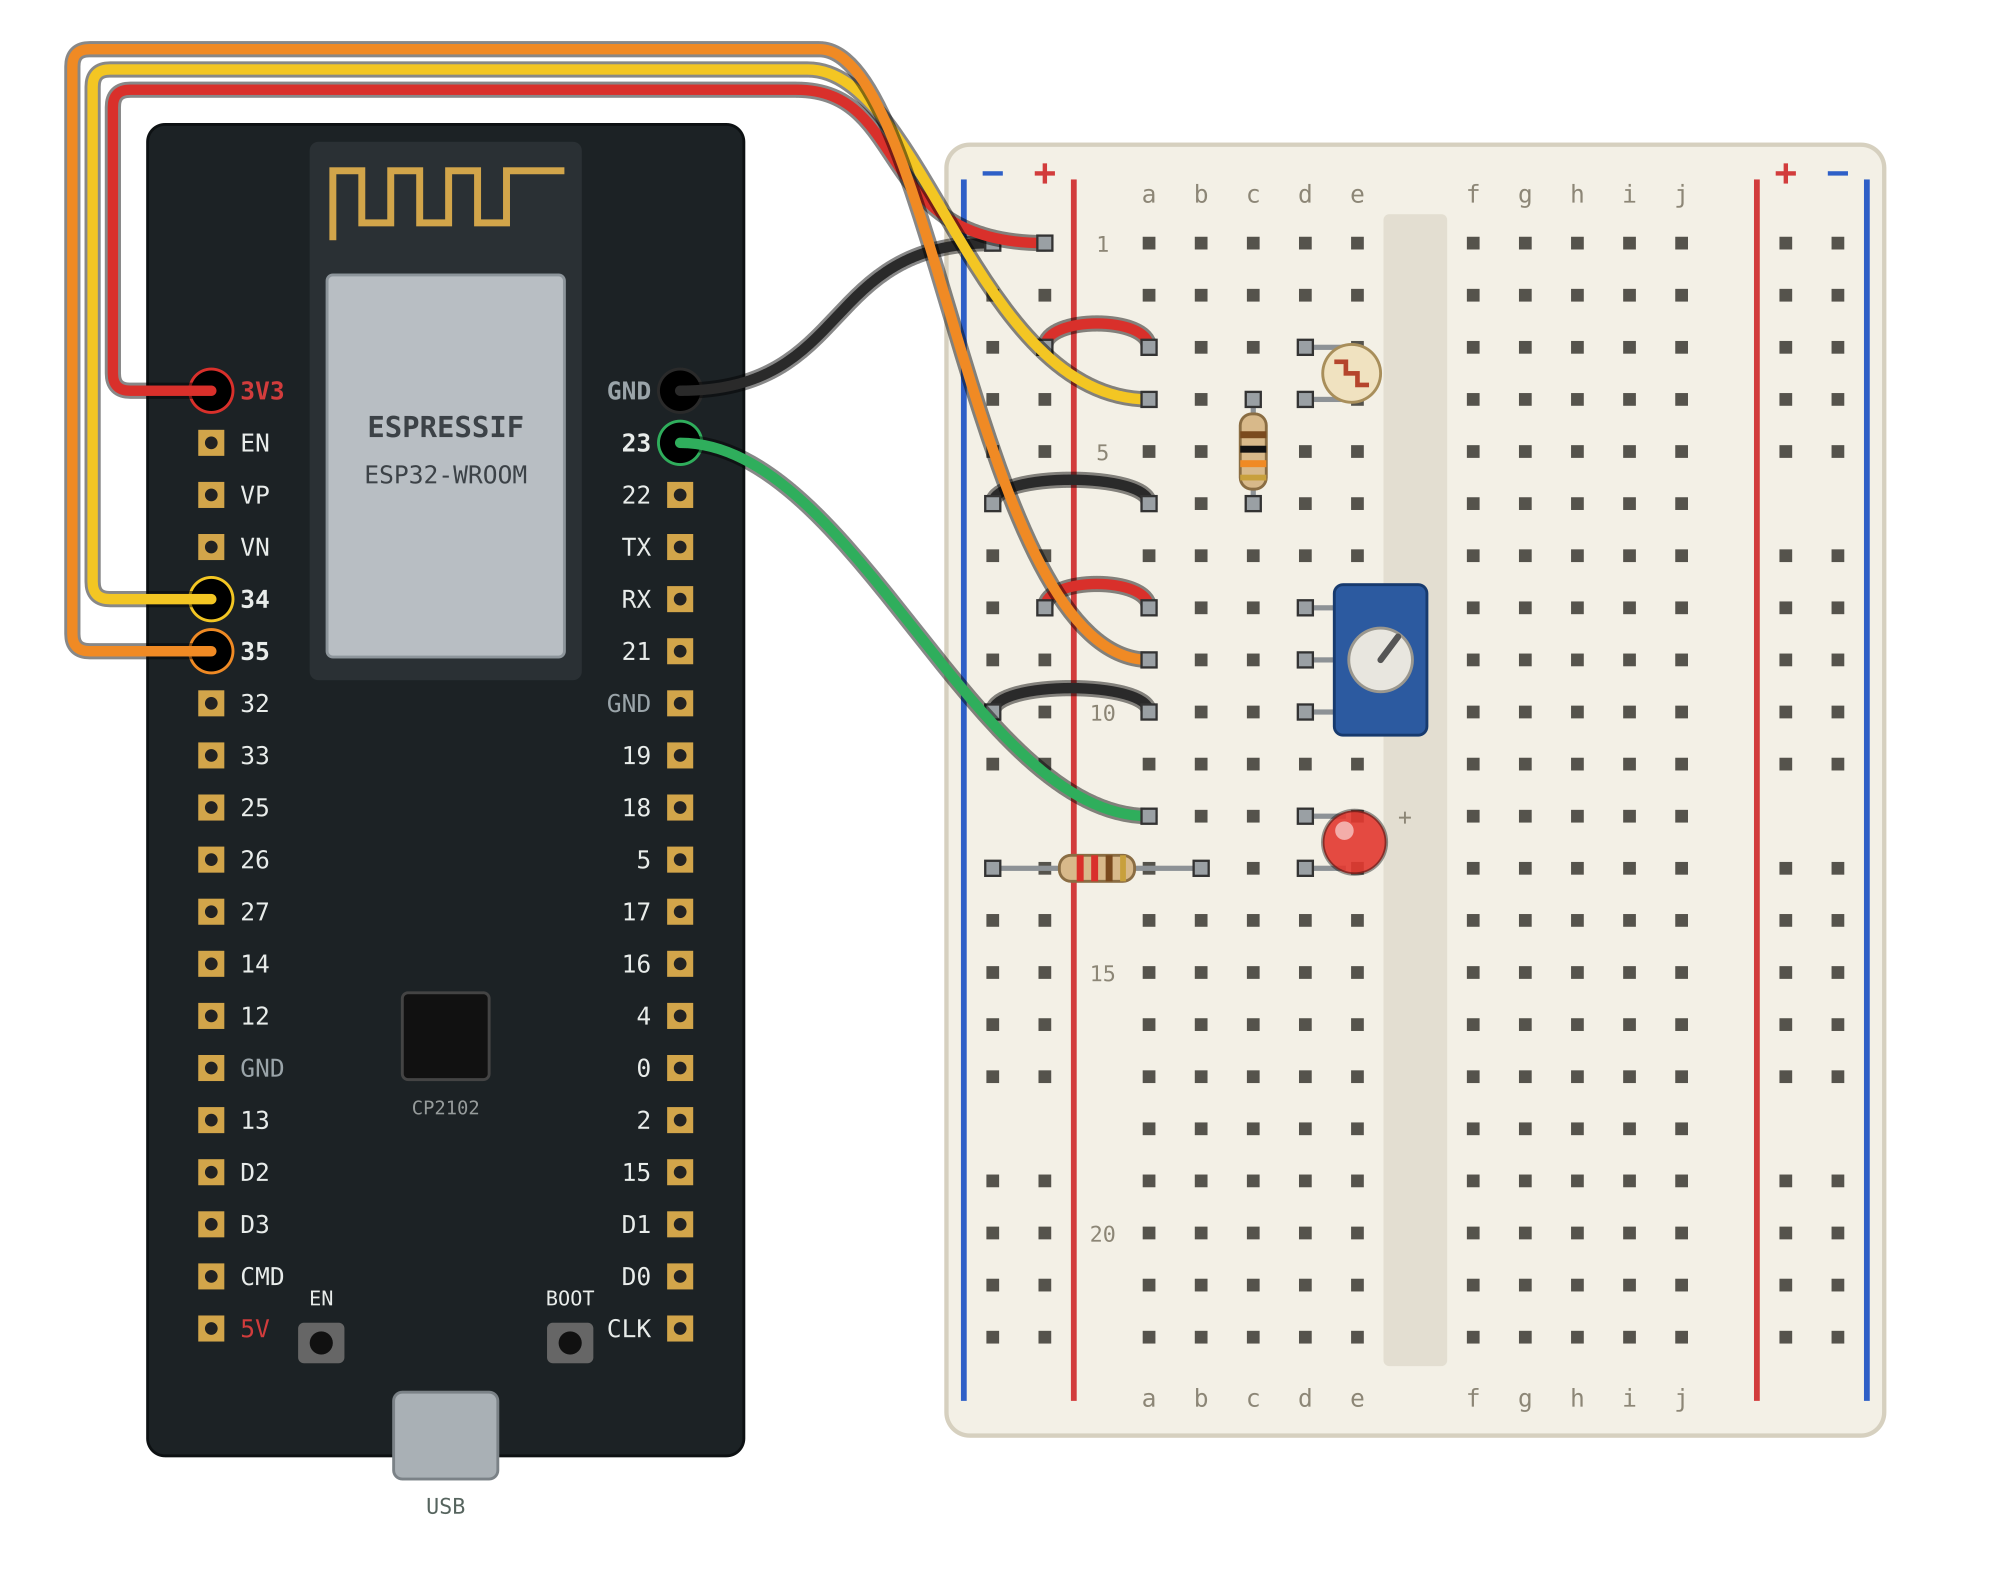 ESPRESSIF
ESP32-WROOM
3V3
EN
VP
VN
34
35
32
33
25
26
27
14
12
GND
13
D2
D3
CMD
5V
GND
23
22
TX
RX
21
GND
19
18
5
17
16
4
0
2
15
D1
D0
CLK
CP2102
EN
BOOT
USB
− + + −
a b c d e f g h i j
1
5
10
+
15
20
a b c d e f g h i j